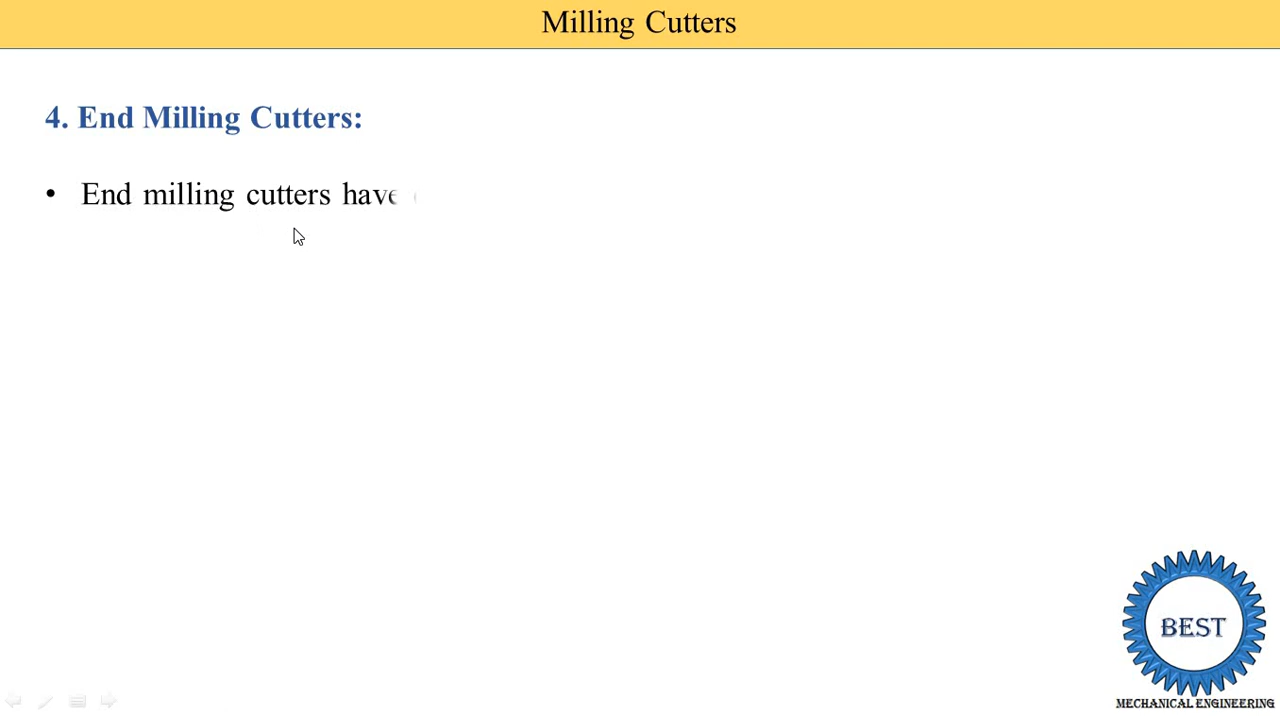 Milling Cutters
4. End Milling Cutters:
• End milling cutters have
BEST
MECHANICAL ENGINEERING